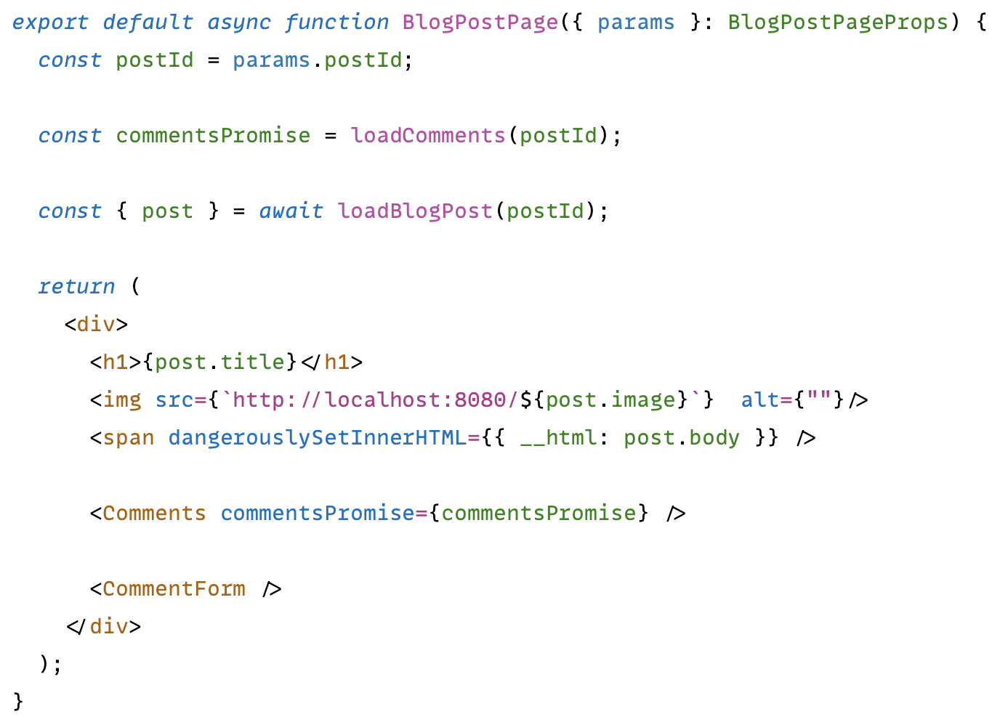 export default async function BlogPostPage({ params }: BlogPostPageProps) {
  const postId = params.postId;

  const commentsPromise = loadComments(postId);

  const { post } = await loadBlogPost(postId);

  return (
    <div>
      <h1>{post.title}</h1>
      <img src={`http://localhost:8080/${post.image}`}  alt={""}/>
      <span dangerouslySetInnerHTML={{ __html: post.body }} />

      <Comments commentsPromise={commentsPromise} />

      <CommentForm />
    </div>
  );
}